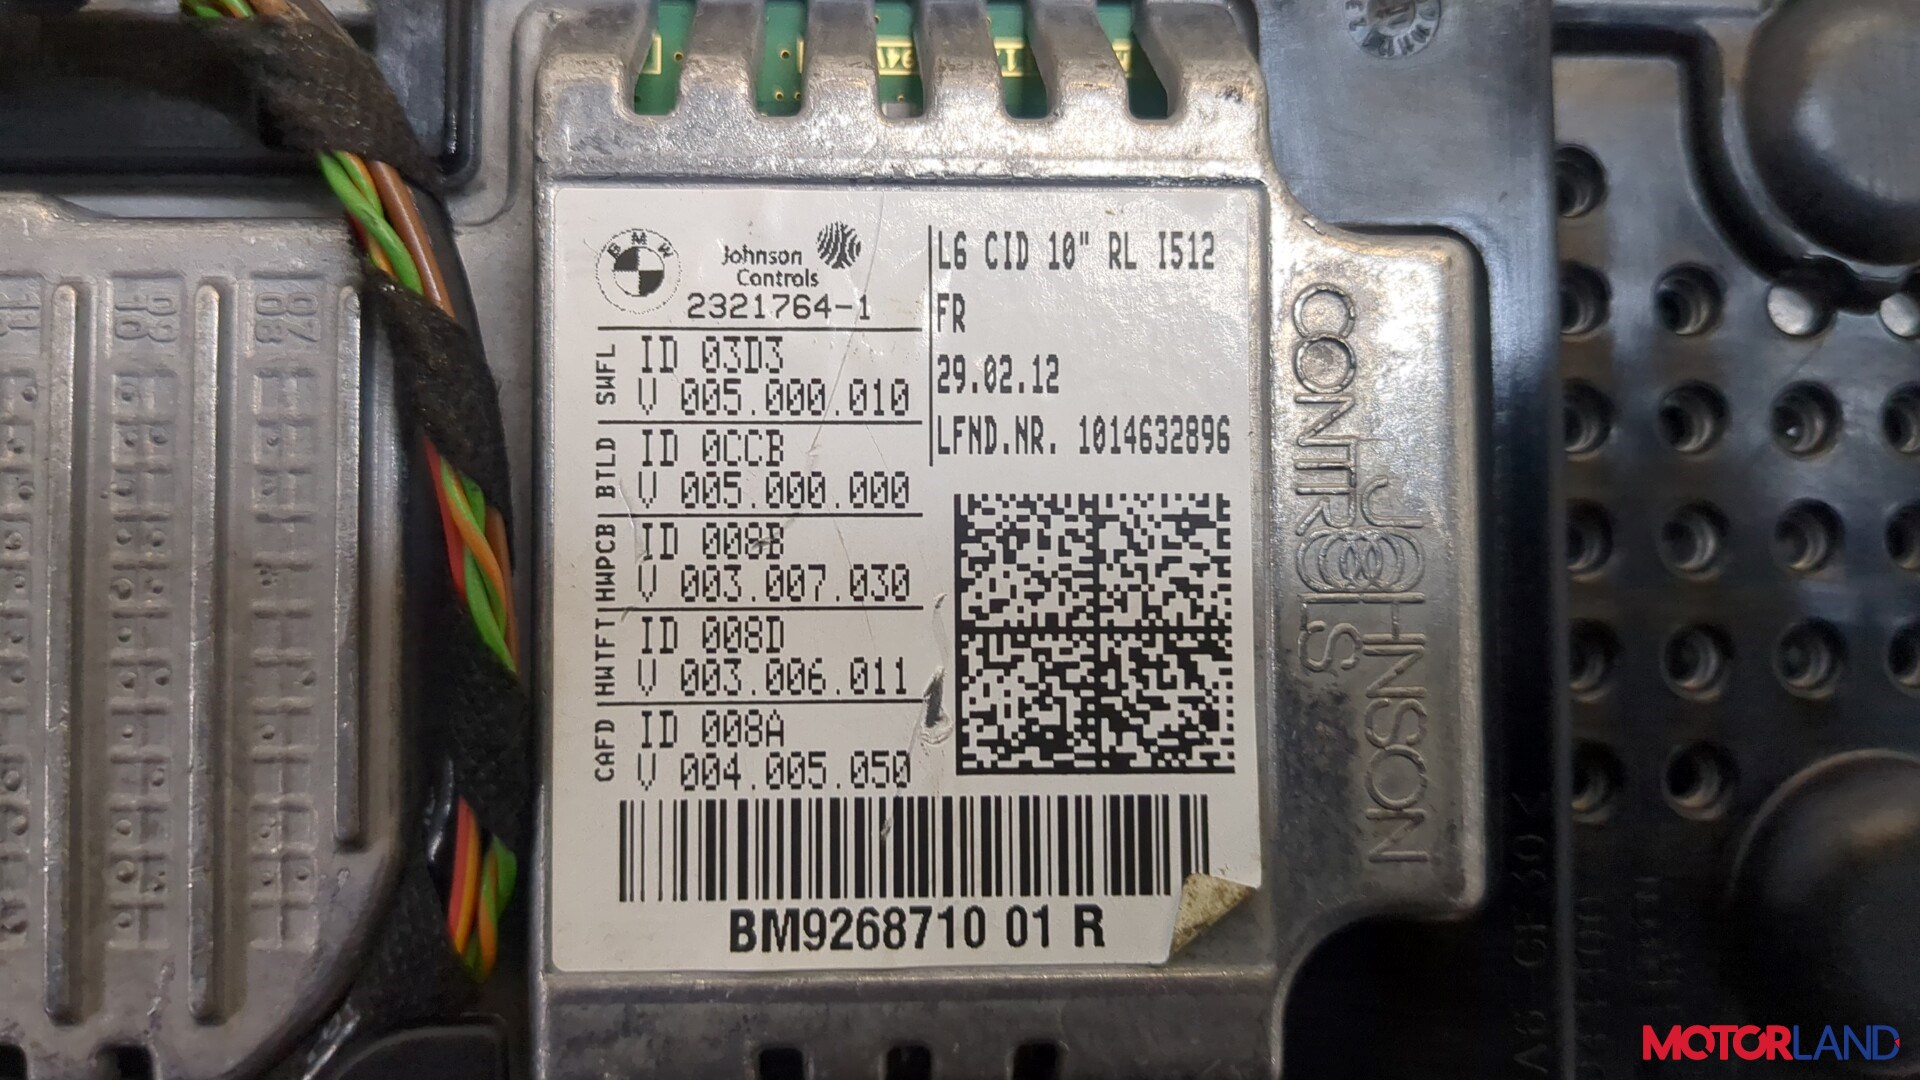 BMW
Johnson
Controls
2321764-1
SWFL
ID 03D3
V 005.000.010
BTLD
ID 0CCB
V 005.000.000
HWPCB
ID 008B
V 003.007.030
HWTFT
ID 008D
V 003.006.011
CAFD
ID 008A
V 004.005.050
L6 CID 10" RL I512
FR
29.02.12
LFND.NR. 1014632896
BM9268710 01 R
JOHNSON
CONTROLS
MOTORLAND